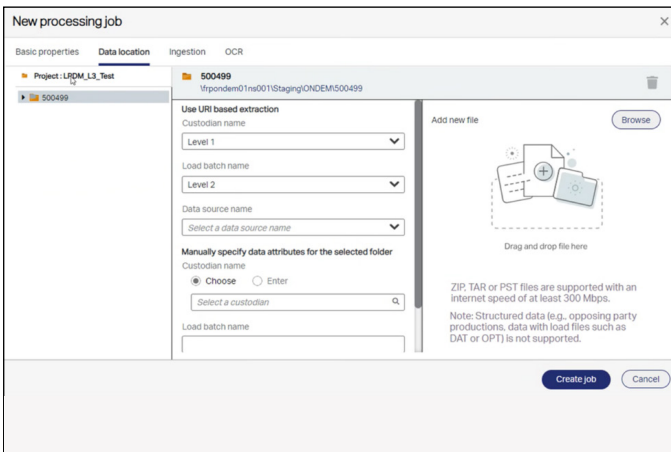 New processing job
Basic properties Data location Ingestion OCR
Project : LRDM_L3_Test
500499
500499
\frpondem01ns001\Staging\ONDEM\500499
Use URI based extraction
Custodian name
Level 1
Load batch name
Level 2
Data source name
Select a data source name
Manually specify data attributes for the selected folder
Custodian name
Choose Enter
Select a custodian
Load batch name
Add new file
Browse
Drag and drop file here
ZIP, TAR or PST files are supported with an
internet speed of at least 300 Mbps.
Note: Structured data (e.g., opposing party
productions, data with load files such as
DAT or OPT) is not supported.
Create job Cancel